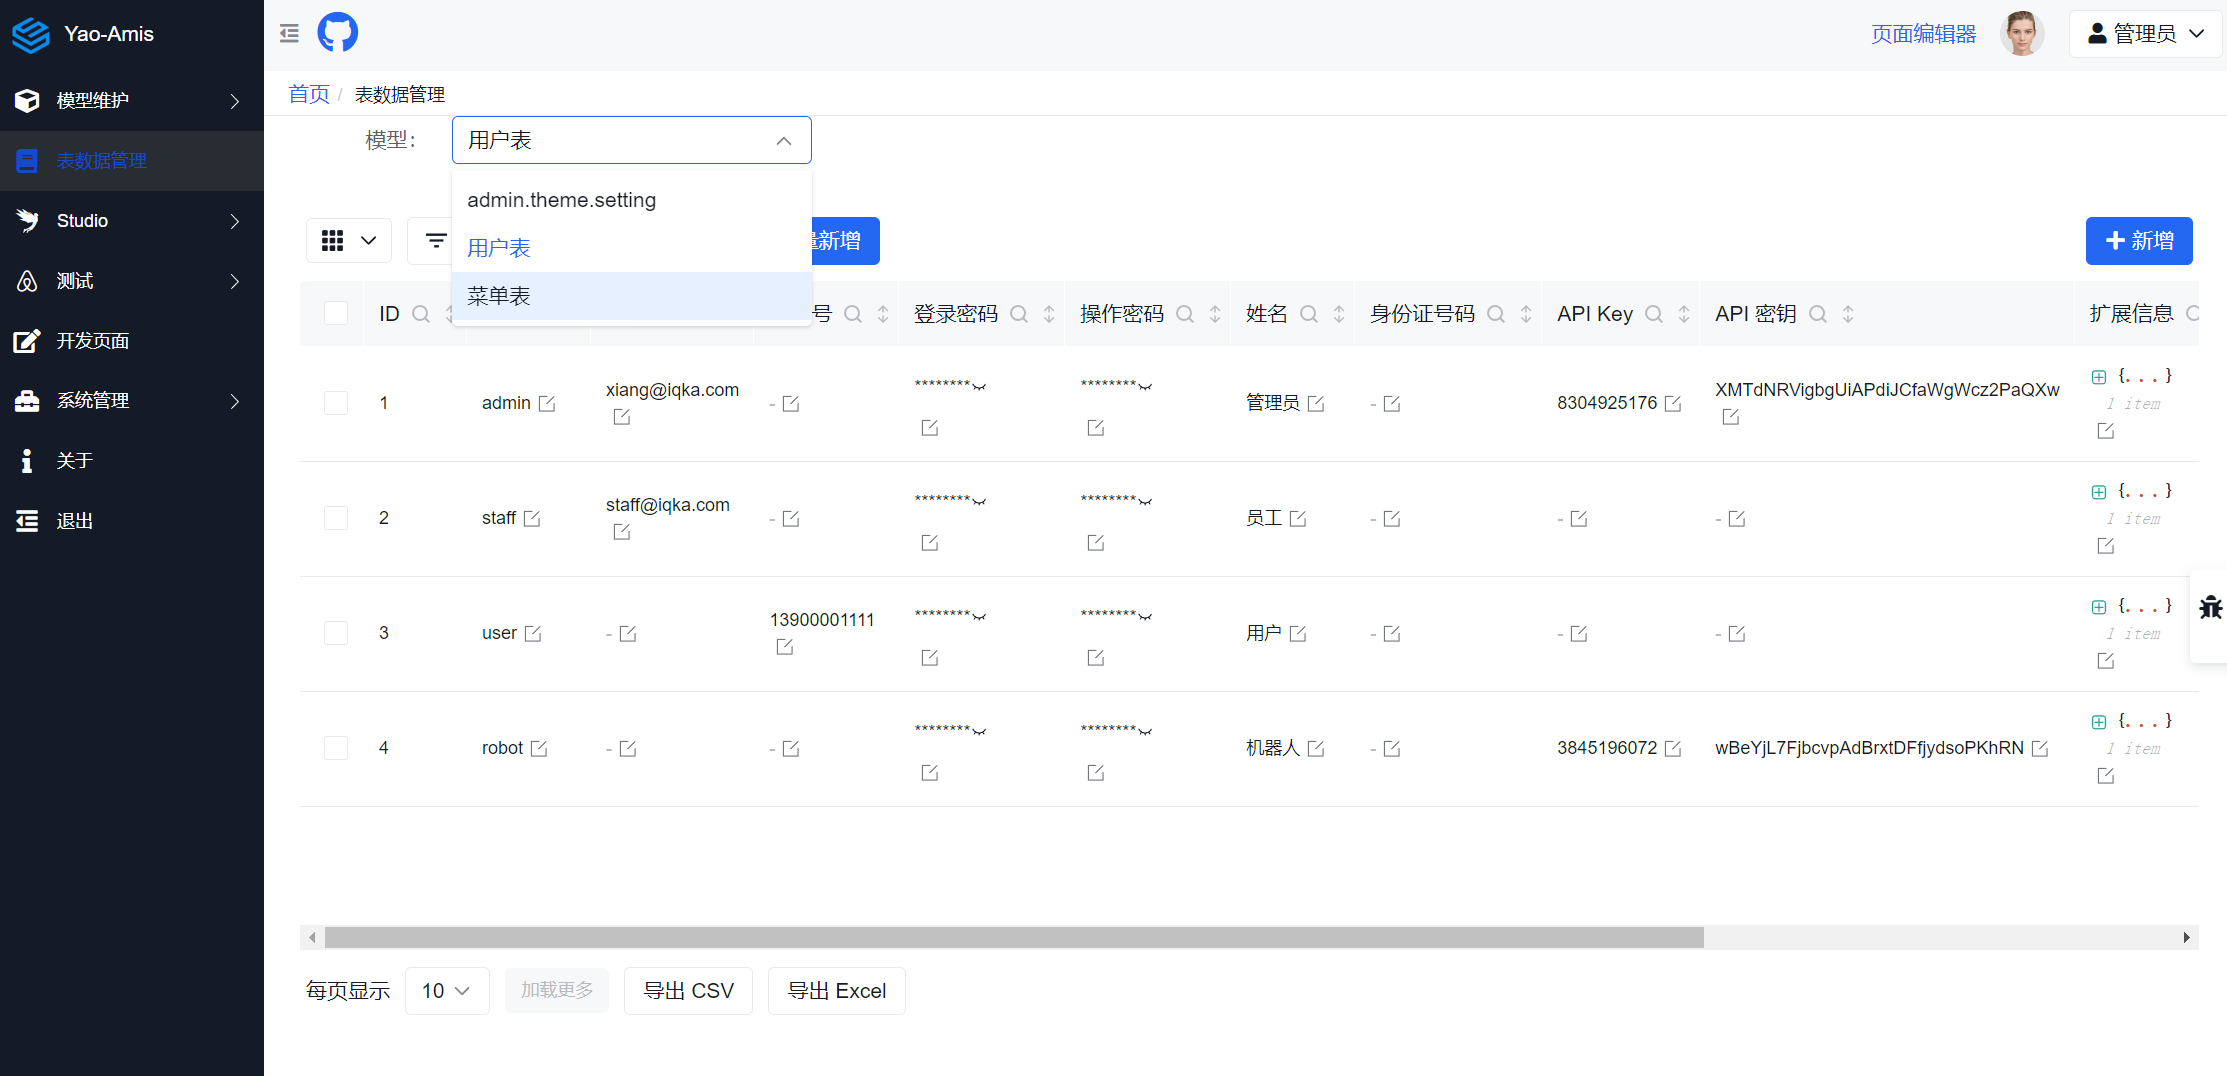 Yao-Amis
模型维护
表数据管理
Studio
测试
开发页面
系统管理
关于
退出
页面编辑器
管理员
首页 / 表数据管理
模型:
用户表
admin.theme.setting
用户表
菜单表
新增
新增
ID
号
登录密码
操作密码
姓名
身份证号码
API Key
API 密钥
扩展信息
1
admin
xiang@iqka.com
-
********
********
管理员
-
8304925176
XMTdNRVigbgUiAPdiJCfaWgWcz2PaQXw
{...}
1 item
2
staff
staff@iqka.com
-
********
********
员工
-
-
-
{...}
1 item
3
user
-
13900001111
********
********
用户
-
-
-
{...}
1 item
4
robot
-
-
********
********
机器人
-
3845196072
wBeYjL7FjbcvpAdBrxtDFfjydsoPKhRN
{...}
1 item
每页显示
10
加载更多
导出 CSV
导出 Excel